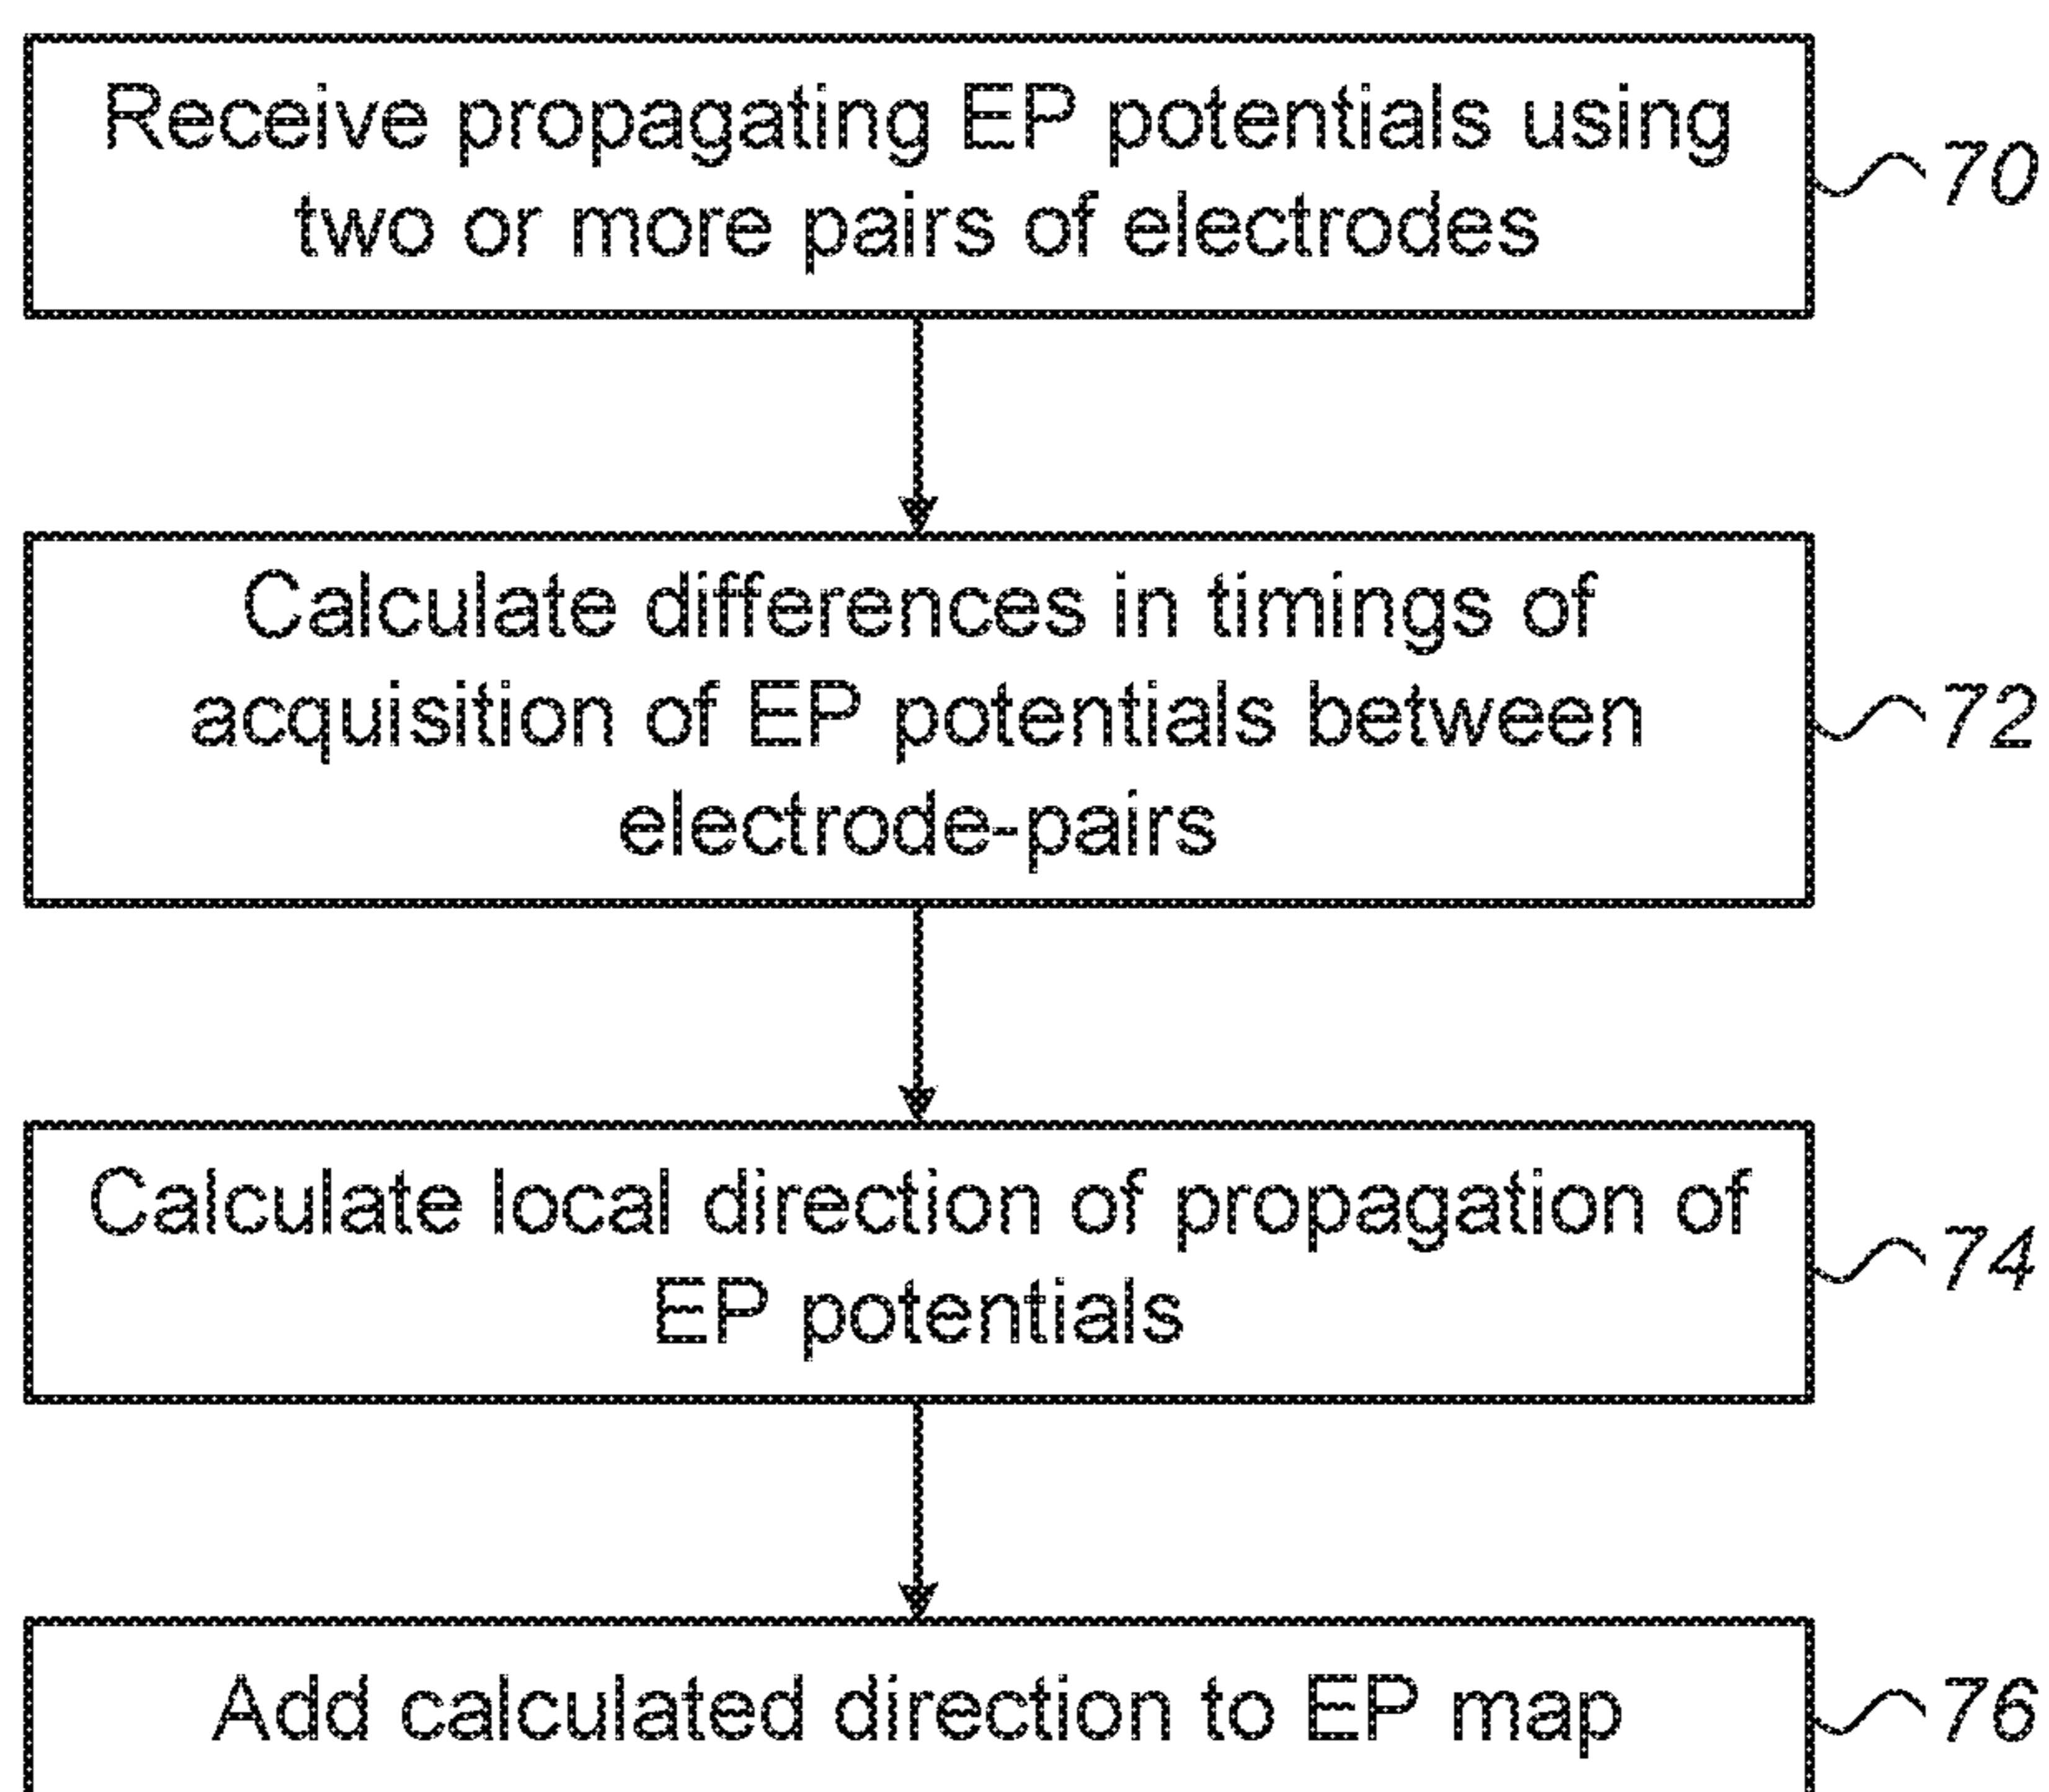 Receive propagating EP potentials using
two or more pairs of electrodes
70
Calculate differences in timings of
acquisition of EP potentials between
electrode-pairs
72
Calculate local direction of propagation of
EP potentials
74
Add calculated direction to EP map
76